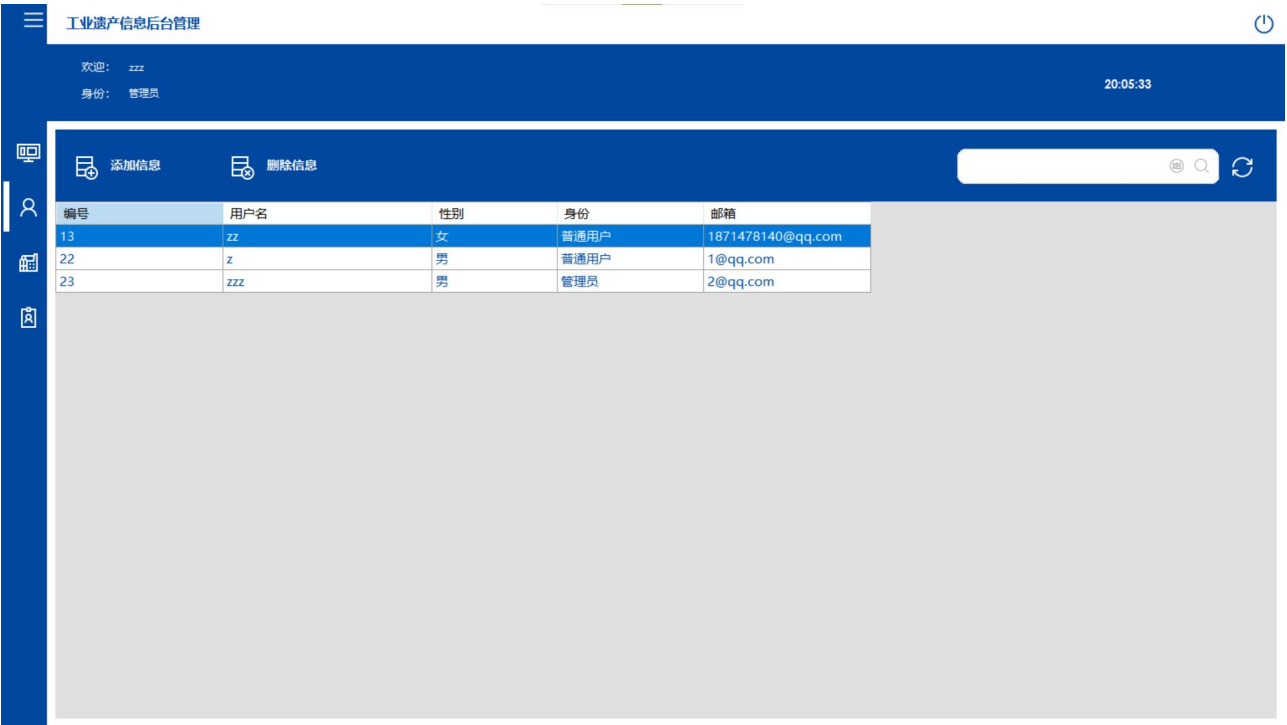 工业遗产信息后台管理
欢迎： zzz
身份： 管理员
20:05:33
添加信息 删除信息
编号 用户名 性别 身份 邮箱
13 zz 女 普通用户 1871478140@qq.com
22 z 男 普通用户 1@qq.com
23 zzz 男 管理员 2@qq.com